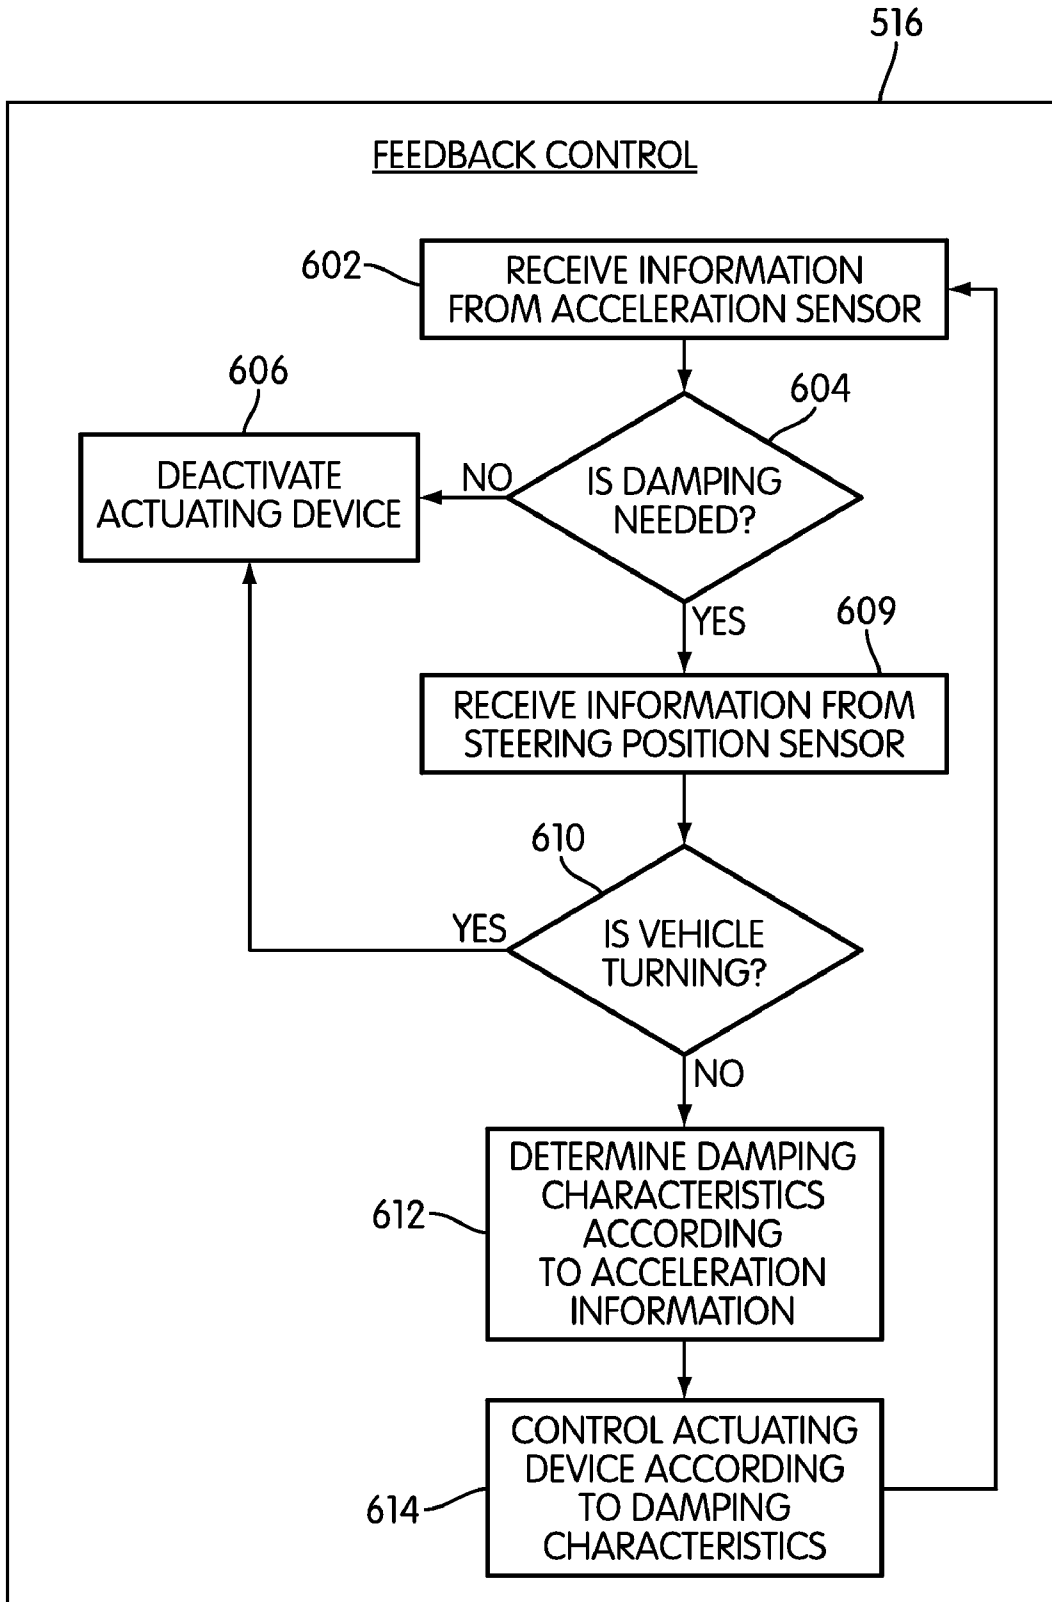 516
FEEDBACK CONTROL
602
RECEIVE INFORMATION
FROM ACCELERATION SENSOR
606
604
DEACTIVATE
ACTUATING DEVICE
NO
IS DAMPING
NEEDED?
YES
609
RECEIVE INFORMATION FROM
STEERING POSITION SENSOR
610
YES
IS VEHICLE
TURNING?
NO
612
DETERMINE DAMPING
CHARACTERISTICS
ACCORDING
TO ACCELERATION
INFORMATION
614
CONTROL ACTUATING
DEVICE ACCORDING
TO DAMPING
CHARACTERISTICS